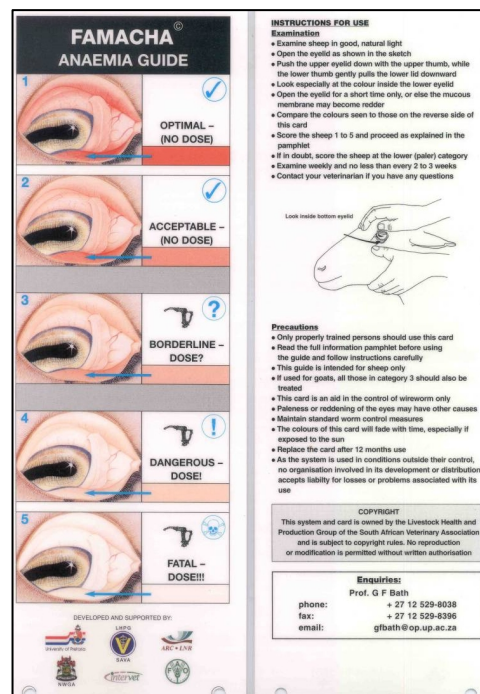 FAMACHA©
ANAEMIA GUIDE
1
OPTIMAL –
(NO DOSE)
2
ACCEPTABLE –
(NO DOSE)
3
?
BORDERLINE –
DOSE?
4
!
DANGEROUS –
DOSE!
5
FATAL –
DOSE!!!
DEVELOPED AND SUPPORTED BY:
University of Pretoria
LHPG
SAVA
ARC • LNR
NWGA
Intervet
INSTRUCTIONS FOR USE
Examination
• Examine sheep in good, natural light
• Open the eyelid as shown in the sketch
• Push the upper eyelid down with the upper thumb, while
the lower thumb gently pulls the lower lid downward
• Look especially at the colour inside the lower eyelid
• Open the eyelid for a short time only, or else the mucous
membrane may become redder
• Compare the colours seen to those on the reverse side of
this card
• Score the sheep 1 to 5 and proceed as explained in the
pamphlet
• If in doubt, score the sheep at the lower (paler) category
• Examine weekly and no less than every 2 to 3 weeks
• Contact your veterinarian if you have any questions
Look inside bottom eyelid
Precautions
• Only properly trained persons should use this card
• Read the full information pamphlet before using
the guide and follow instructions carefully
• This guide is intended for sheep only
• If used for goats, all those in category 3 should also be
treated
• This card is an aid in the control of wireworm only
• Paleness or reddening of the eyes may have other causes
• Maintain standard worm control measures
• The colours of this card will fade with time, especially if
exposed to the sun
• Replace the card after 12 months use
• As the system is used in conditions outside their control,
no organisation involved in its development or distribution
accepts liabilty for losses or problems associated with its
use
COPYRIGHT
This system and card is owned by the Livestock Health and
Production Group of the South African Veterinary Association
and is subject to copyright rules. No reproduction
or modification is permitted without written authorisation
Enquiries:
Prof. G F Bath
phone: + 27 12 529-8038
fax: + 27 12 529-8396
email: gfbath@op.up.ac.za